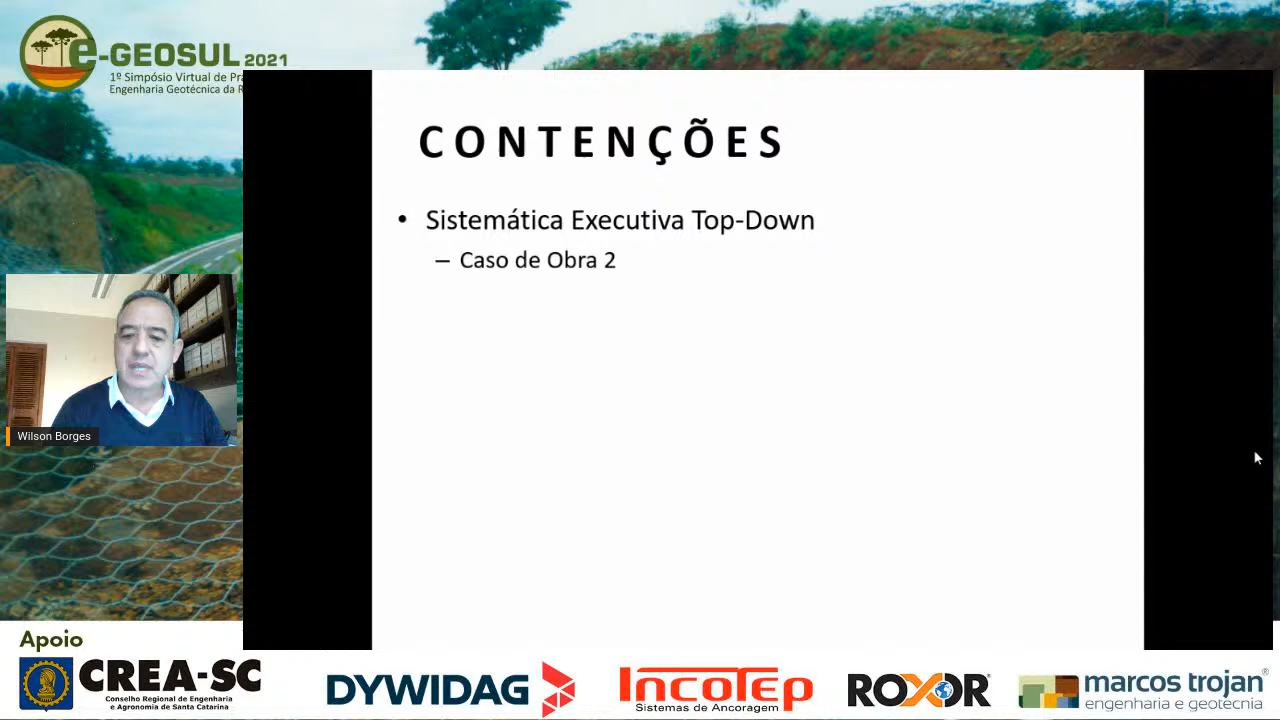 e-GEOSUL 2021
1º Simpósio Virtual de Pra
Engenharia Geotécnica da R
CONTENÇÕES
• Sistemática Executiva Top-Down
– Caso de Obra 2
Wilson Borges
Apoio
CREA-SC
Conselho Regional de Engenharia
e Agronomia de Santa Catarina
DYWIDAG
INCOTEP
Sistemas de Ancoragem
ROXOR
marcos trojan®
engenharia e geotecnia